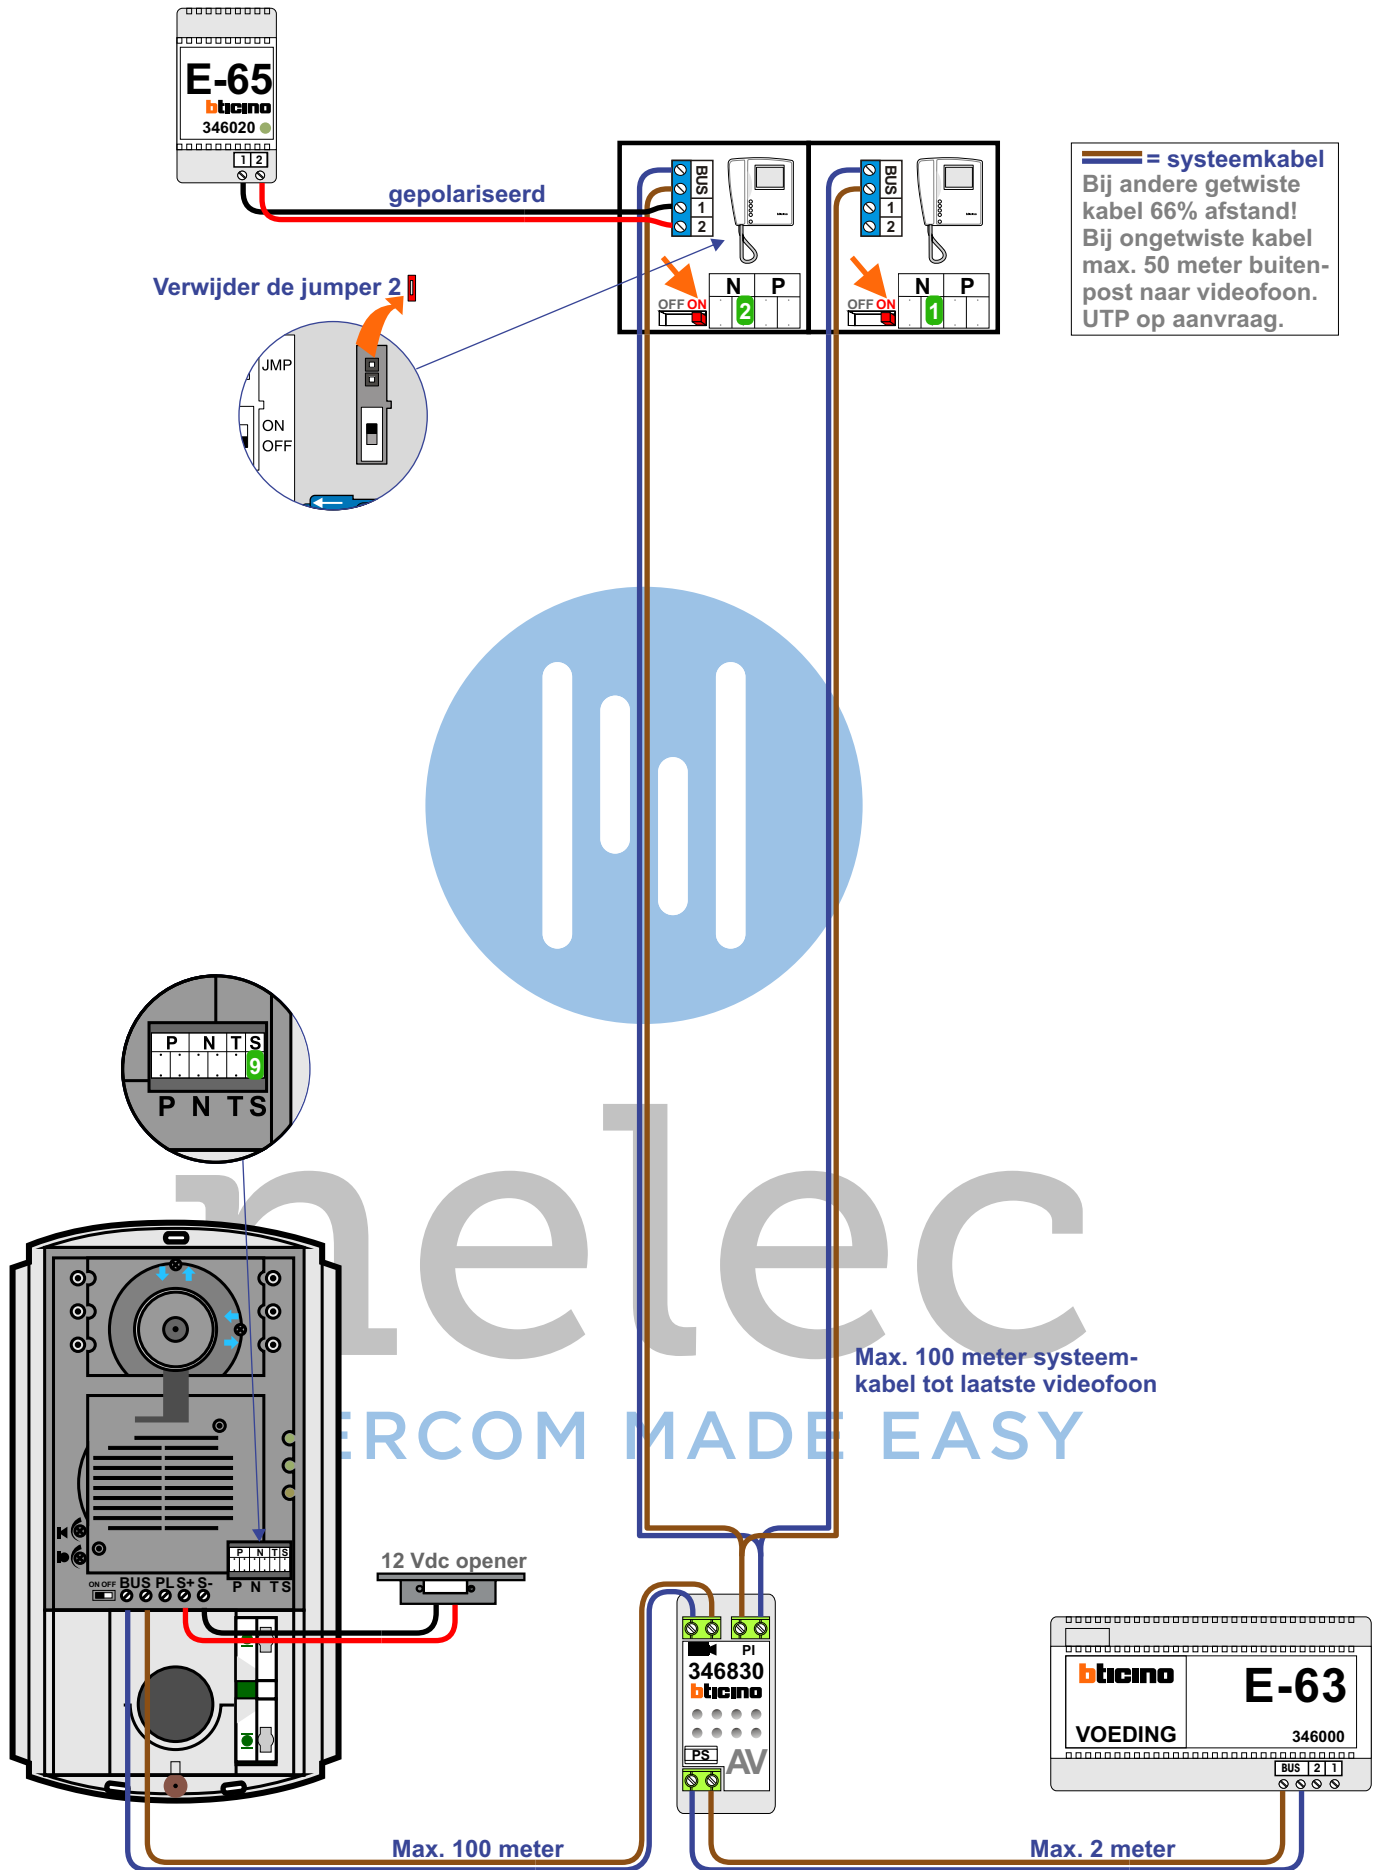 E-65
bticino
346020
1 2
gepolariseerd
BUS
1
2
BUS
1
2
= systeemkabel
Bij andere getwiste
kabel 66% afstand!
Bij ongetwiste kabel
max. 50 meter buiten-
post naar videofoon.
UTP op aanvraag.
Verwijder de jumper 2
OFF ON
N P
2
OFF ON
N P
1
JMP
ON
OFF
P N T S
9
P N T S
nelec
Max. 100 meter systeem-
kabel tot laatste videofoon
ERCOM MADE EASY
P N T S
P N T S
ON OFF BUS PL S+ S-
12 Vdc opener
PI
346830
bticino
PS
AV
bticino
E-63
VOEDING
346000
BUS 2 1
Max. 100 meter
Max. 2 meter